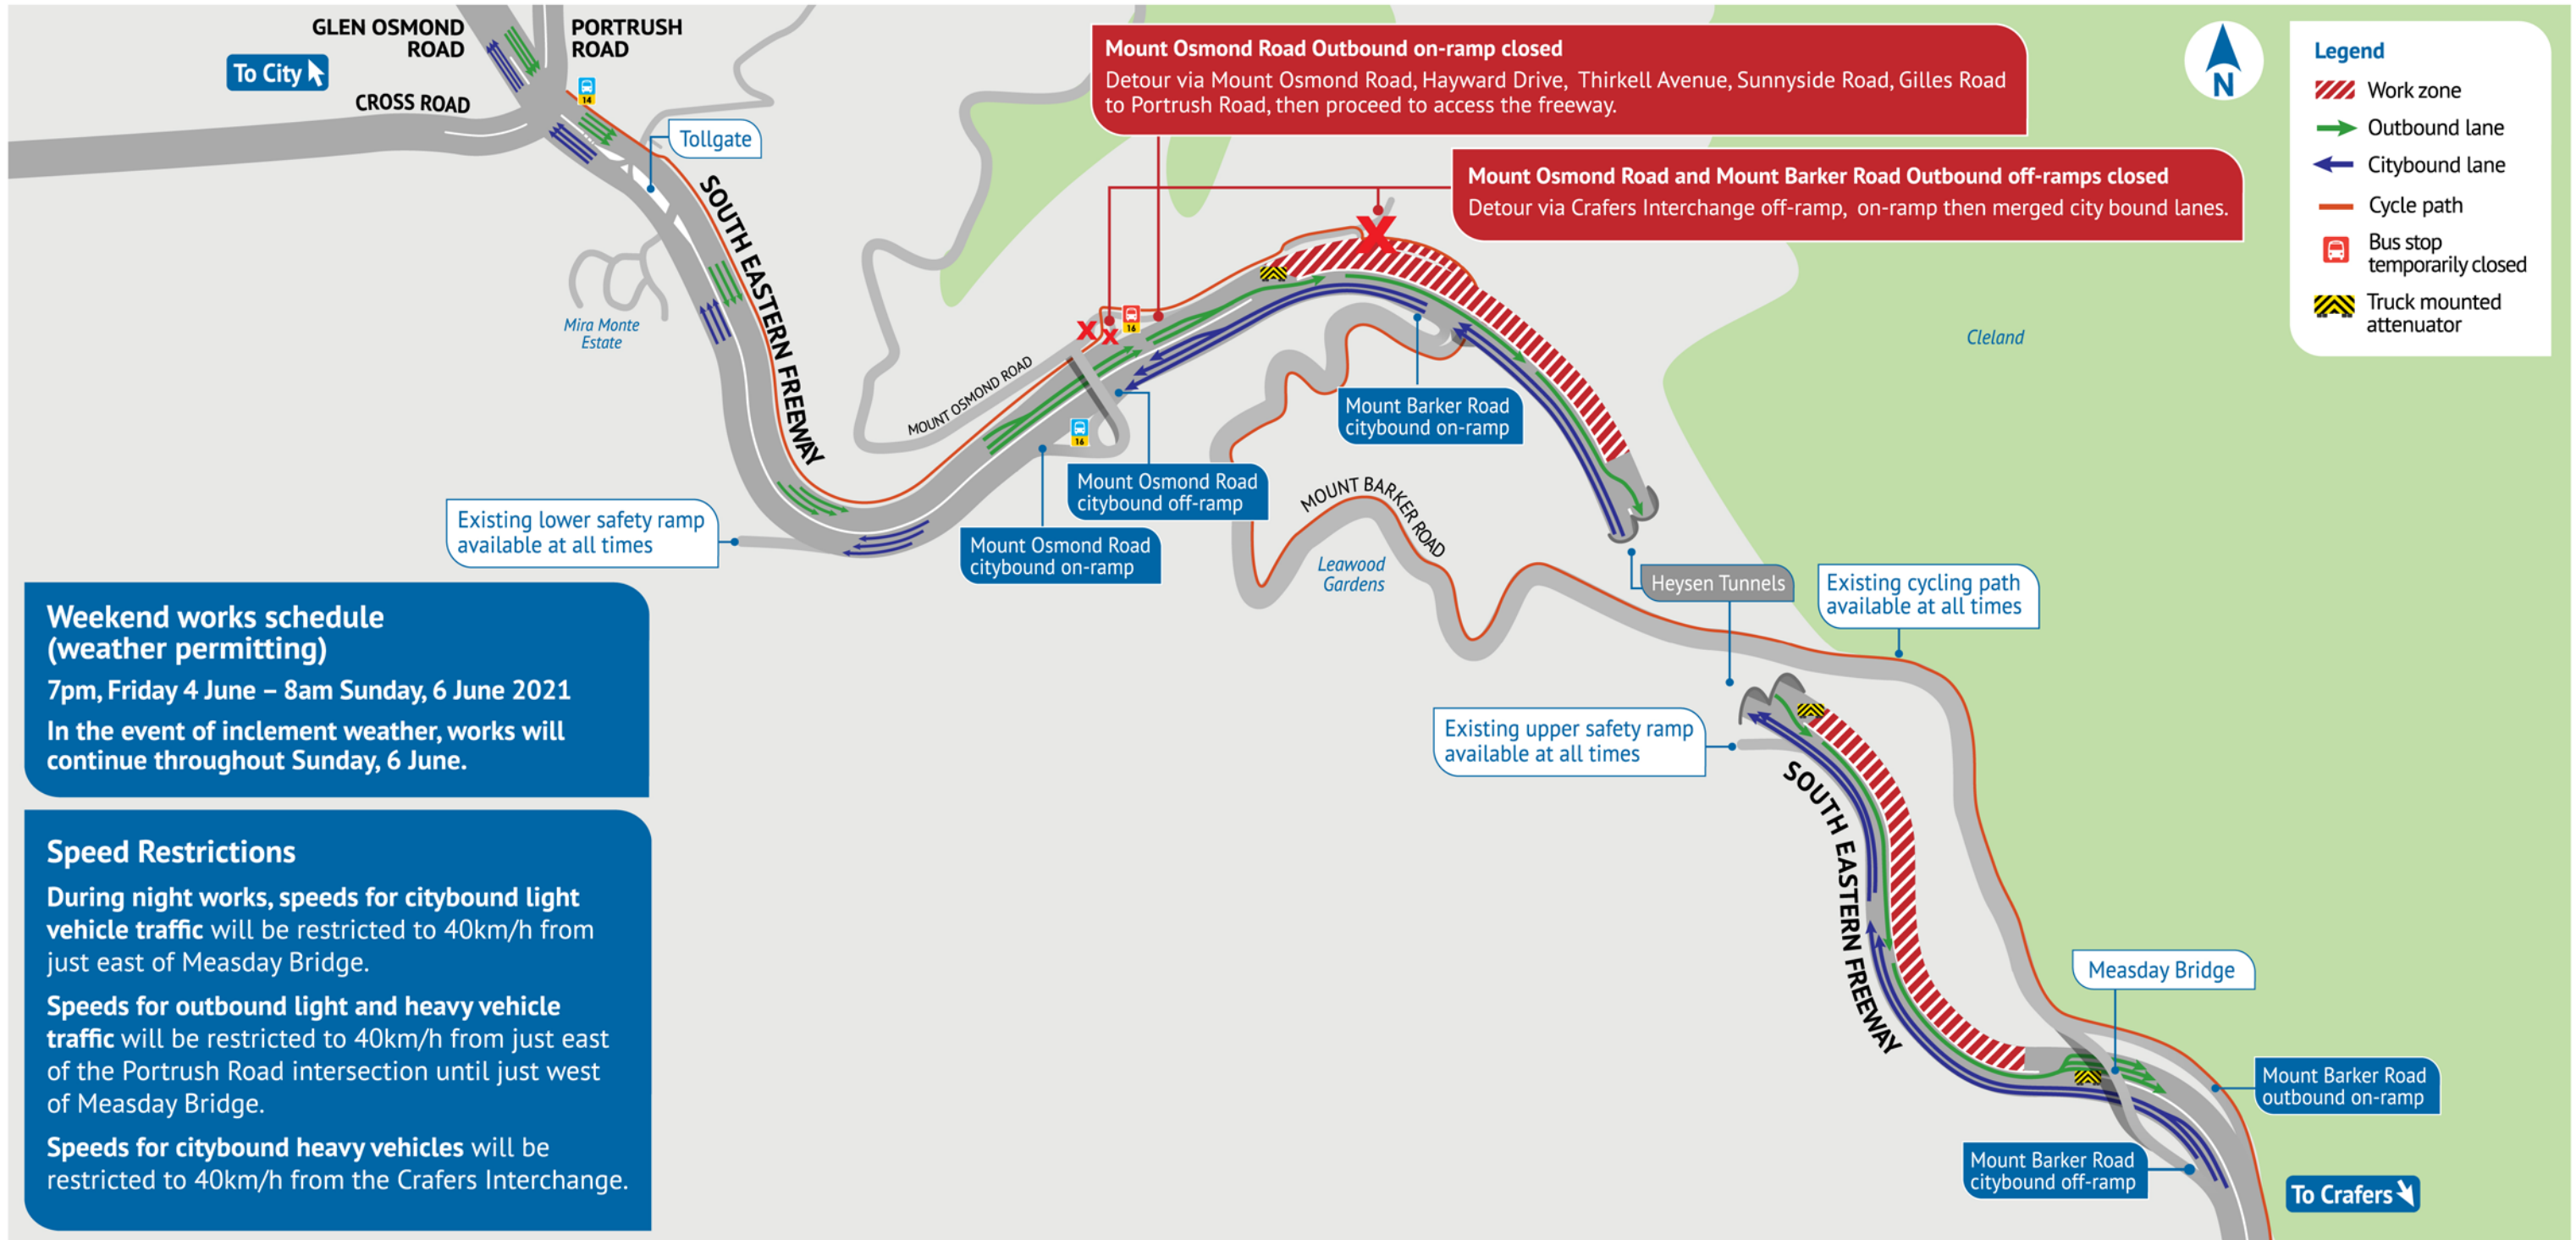 GLEN OSMOND
ROAD
PORTRUSH
ROAD
To City
CROSS ROAD
14
Tollgate
SOUTH EASTERN FREEWAY
Mira Monte
Estate
Mount Osmond Road Outbound on-ramp closed
Detour via Mount Osmond Road, Hayward Drive, Thirkell Avenue, Sunnyside Road, Gilles Road
to Portrush Road, then proceed to access the freeway.
Mount Osmond Road and Mount Barker Road Outbound off-ramps closed
Detour via Crafers Interchange off-ramp, on-ramp then merged city bound lanes.
N
Legend
Work zone
Outbound lane
Citybound lane
Cycle path
Bus stop
temporarily closed
Truck mounted
attenuator
Cleland
X
X
X
16
MOUNT OSMOND ROAD
16
Mount Barker Road
citybound on-ramp
Mount Osmond Road
citybound off-ramp
Mount Osmond Road
citybound on-ramp
Existing lower safety ramp
available at all times
MOUNT BARKER ROAD
Leawood
Gardens
Heysen Tunnels
Existing cycling path
available at all times
Existing upper safety ramp
available at all times
SOUTH EASTERN FREEWAY
Measday Bridge
Mount Barker Road
outbound on-ramp
Mount Barker Road
citybound off-ramp
To Crafers
Weekend works schedule
(weather permitting)
7pm, Friday 4 June – 8am Sunday, 6 June 2021
In the event of inclement weather, works will
continue throughout Sunday, 6 June.
Speed Restrictions
During night works, speeds for citybound light
vehicle traffic will be restricted to 40km/h from
just east of Measday Bridge.
Speeds for outbound light and heavy vehicle
traffic will be restricted to 40km/h from just east
of the Portrush Road intersection until just west
of Measday Bridge.
Speeds for citybound heavy vehicles will be
restricted to 40km/h from the Crafers Interchange.